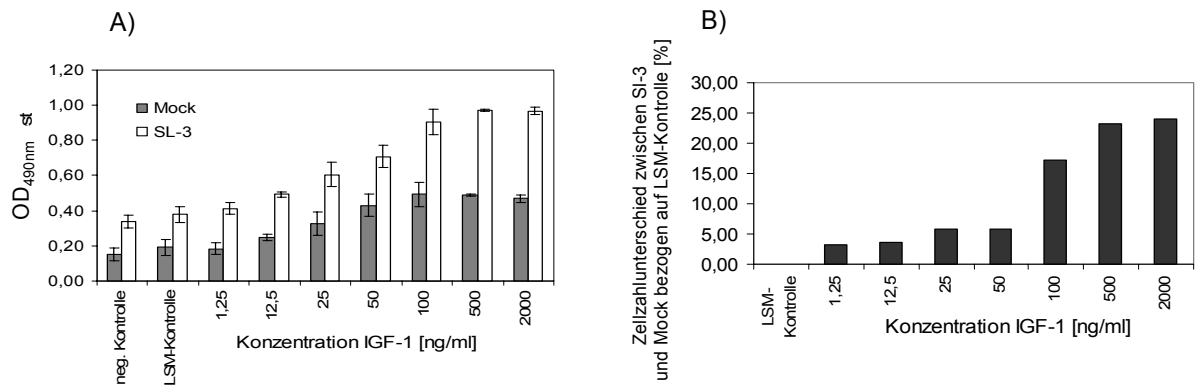 A)
OD490nm st
1,20
1,00
0,80
0,60
0,40
0,20
0,00
Mock
SL-3
neg. Kontrolle
LSM-Kontrolle
1,25
12,5
25
50
100
500
2000
Konzentration IGF-1 [ng/ml]
B)
Zellzahlunterschied zwischen Sl-3
und Mock bezogen auf LSM-Kontrolle [%]
30,00
25,00
20,00
15,00
10,00
5,00
0,00
LSM-
Kontrolle
1,25
12,5
25
50
100
500
2000
Konzentration IGF-1 [ng/ml]